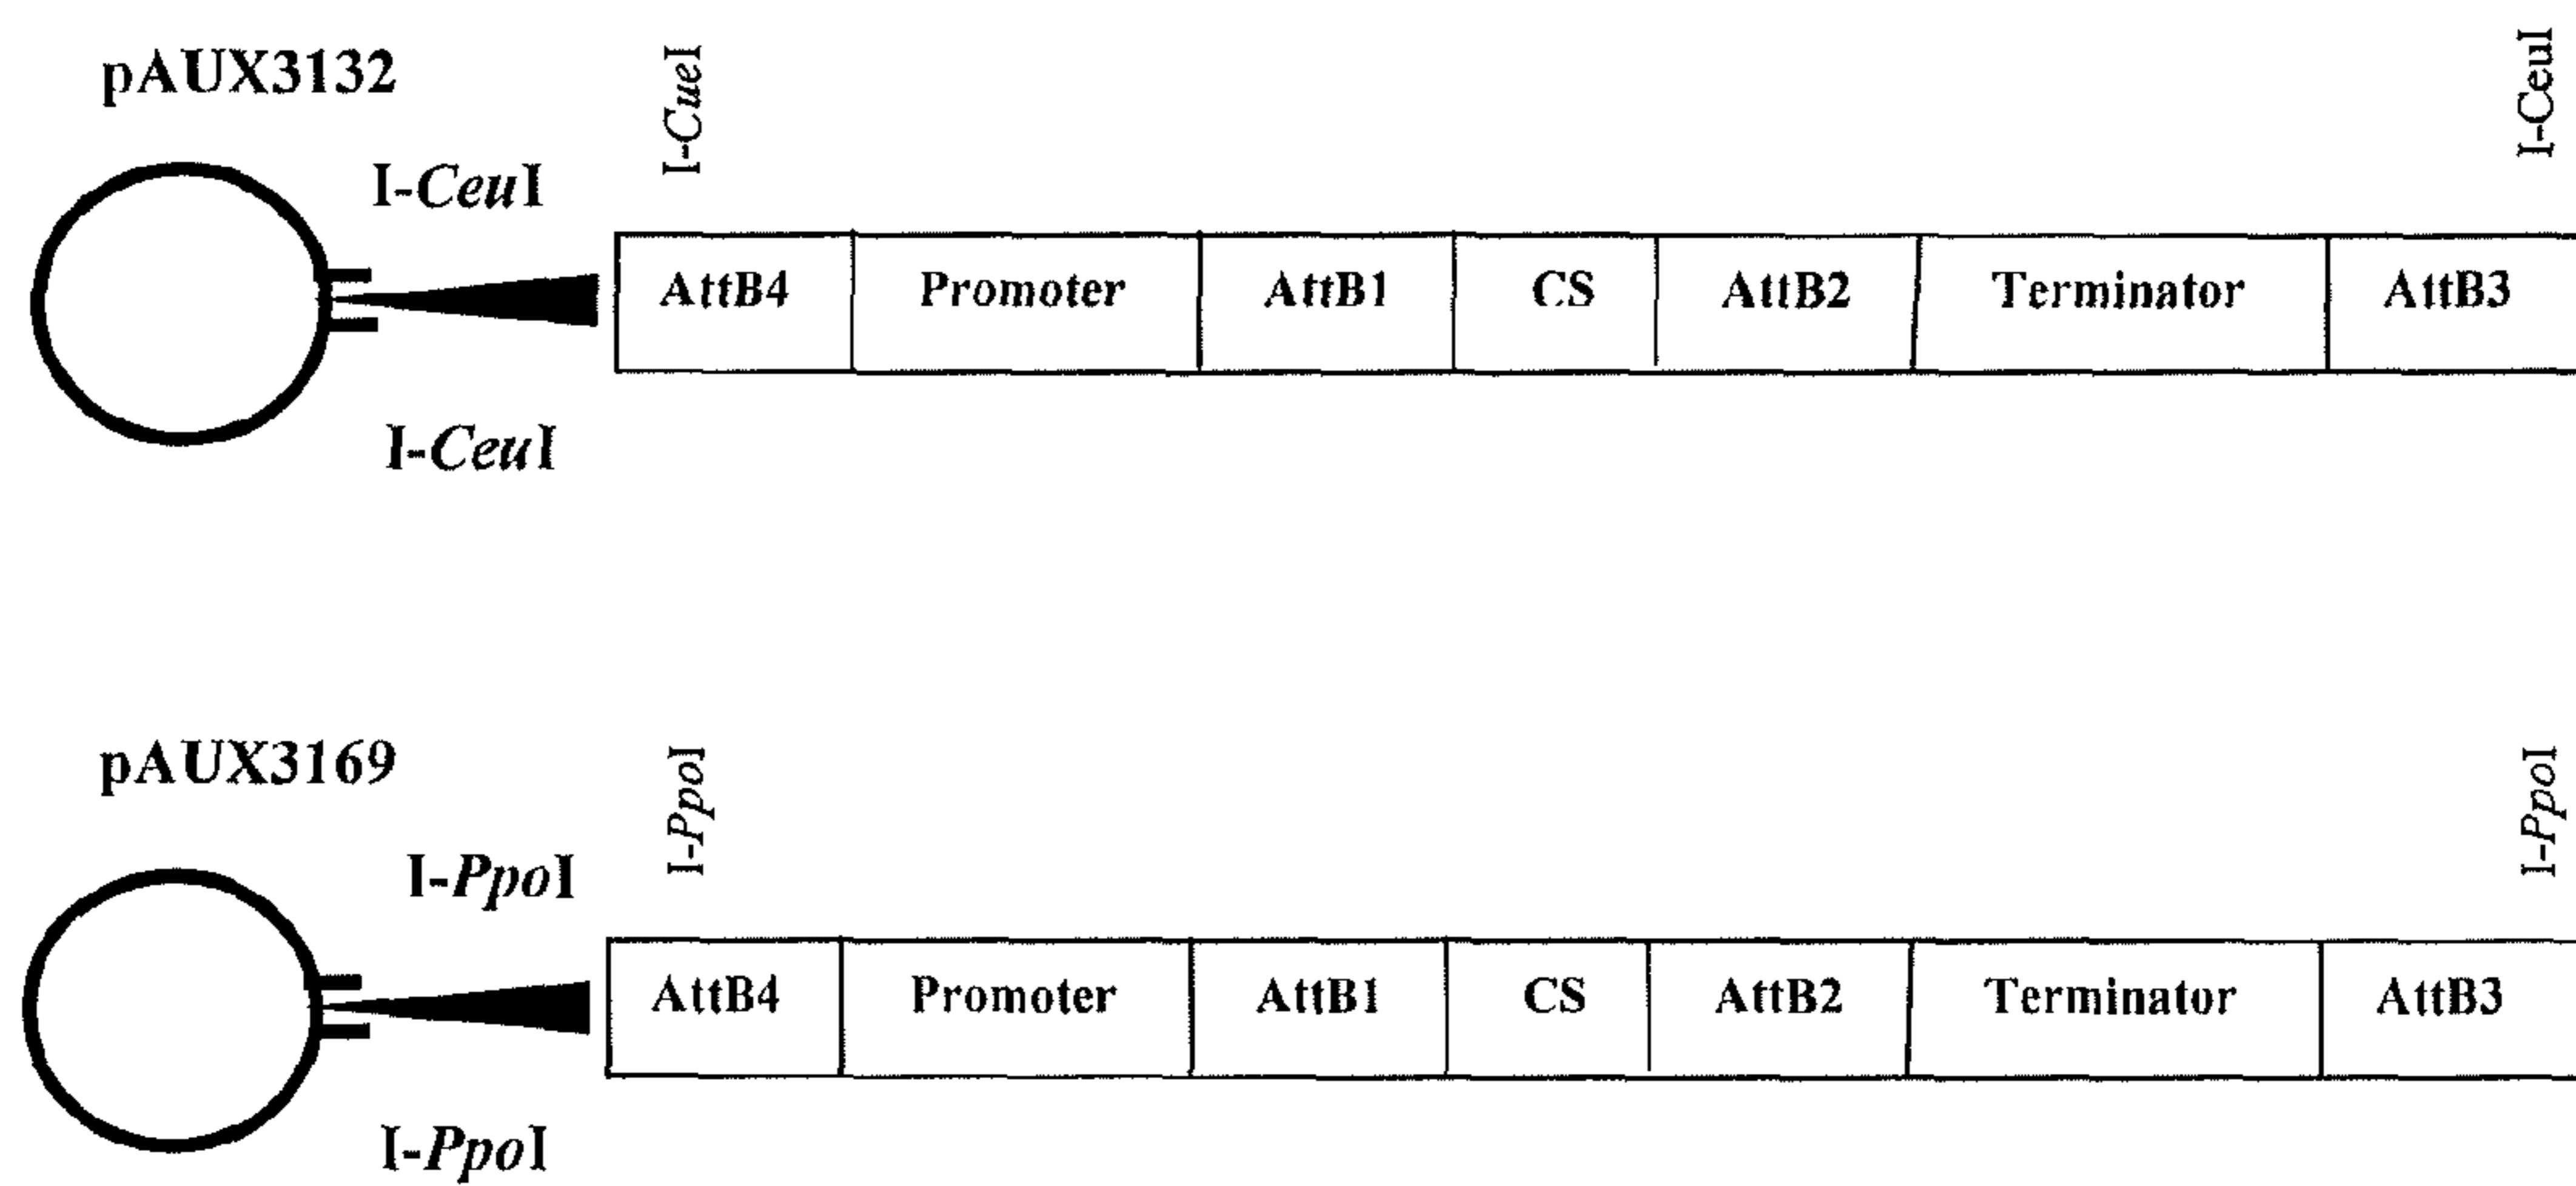 pAUX3132
I-CueI
I-CeuI
I-CeuI
AttB4 Promoter AttB1 CS AttB2 Terminator AttB3
I-CeuI
pAUX3169
I-PpoI
I-PpoI
I-PpoI
AttB4 Promoter AttB1 CS AttB2 Terminator AttB3
I-PpoI